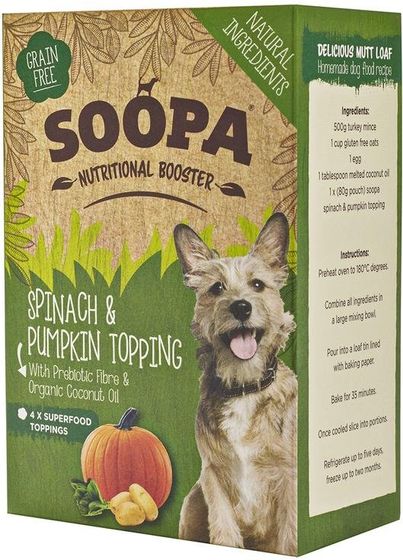 GRAIN
FREE
NATURAL
INGREDIENTS
SOOPA®
NUTRITIONAL BOOSTER
SPINACH &
PUMPKIN TOPPING
With Prebiotic Fibre &
Organic Coconut Oil
4 X SUPERFOOD
TOPPINGS
DELICIOUS MUTT LOAF
Homemade dog food recipe
Ingredients:
500g turkey mince
1 cup gluten free oats
1 egg
1 tablespoon melted coconut oil
1 x (80g pouch) soopa
spinach & pumpkin topping
Instructions:
Preheat oven to 180°C degrees.
Combine all ingredients in
a large mixing bowl.
Pour into a loaf tin lined
with baking paper.
Bake for 35 minutes.
Once cooled slice into portions.
Refrigerate up to five days,
freeze up to two months.